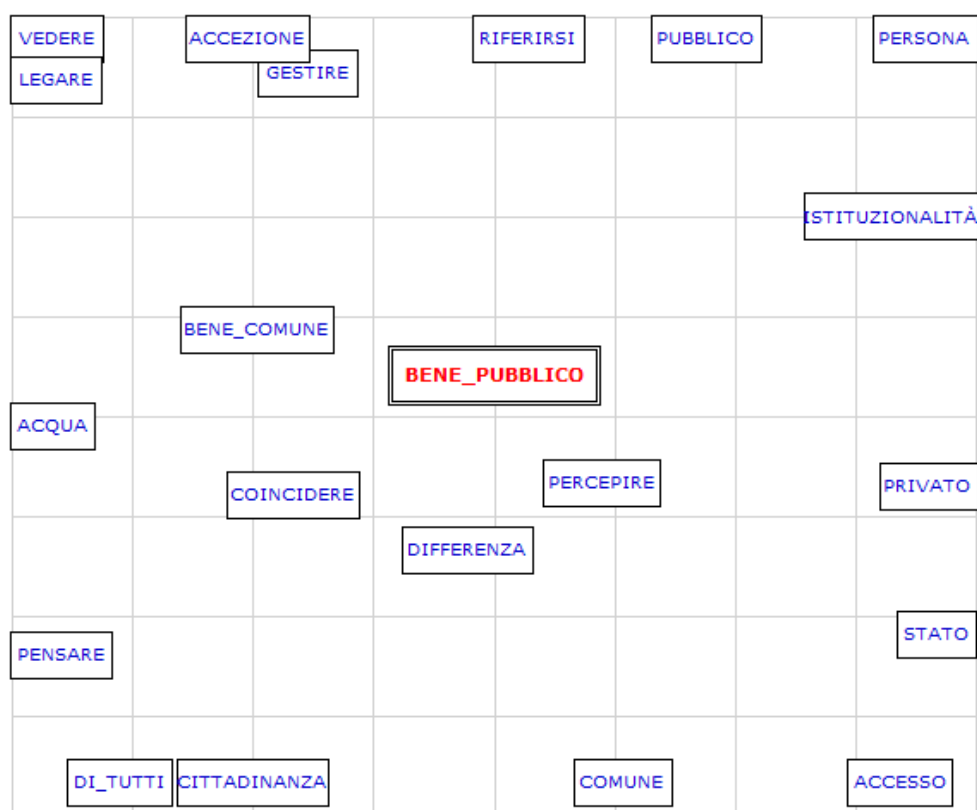 VEDERE
ACCEZIONE
RIFERIRSI
PUBBLICO
PERSONA
LEGARE
GESTIRE
ISTITUZIONALITÀ
BENE_COMUNE
BENE_PUBBLICO
ACQUA
COINCIDERE
PERCEPIRE
PRIVATO
DIFFERENZA
PENSARE
STATO
DI_TUTTI
CITTADINANZA
COMUNE
ACCESSO